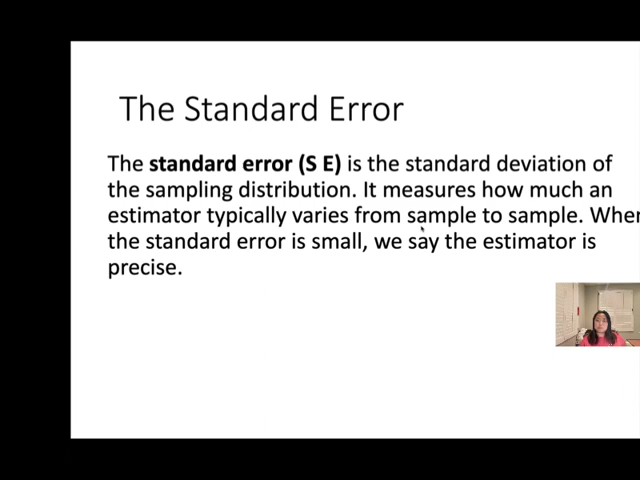 The Standard Error
The standard error (S E) is the standard deviation of
the sampling distribution. It measures how much an
estimator typically varies from sample to sample. When
the standard error is small, we say the estimator is
precise.